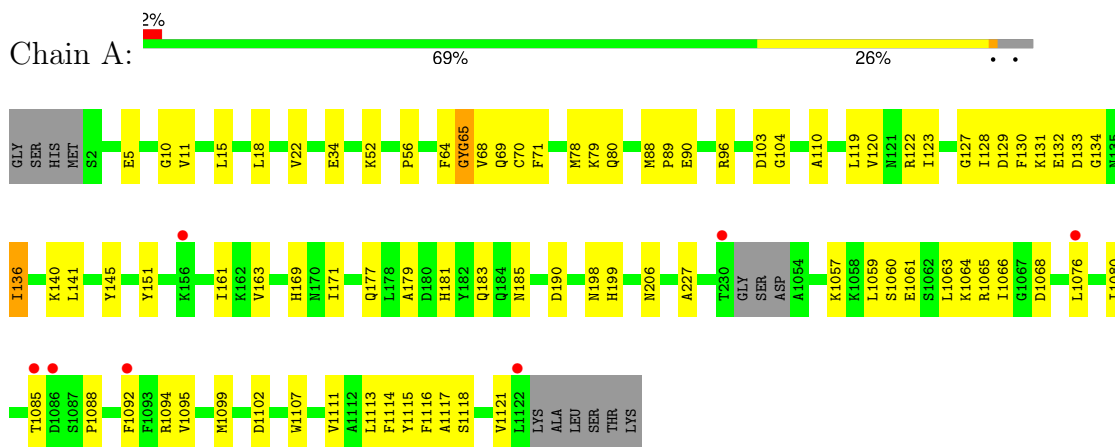 2%
Chain A:
69% 26% • •
GLY SER HIS MET S2 E5 G10 V11 L15 L18 V22 E34 K52 P56 F64 GYG65 V68 Q69 C70 F71 M78 K79 Q80 M88 P89 E90 R96 D103 G104 A110 L119 V120 N121 R122 I123 G127 I128 D129 F130 K131 E132 D133 G134 N135
I136 K140 L141 Y145 Y151 K156 I161 K162 V163 H169 N170 I171 Q177 L178 A179 D180 H181 Y182 Q183 Q184 N185 D190 N198 H199 N206 A227 T230 GLY SER ASP A1054 K1057 K1058 L1059 S1060 E1061 S1062 L1063 K1064 R1065 I1066 G1067 D1068 L1076
T1085 D1086 S1087 P1088 F1092 F1093 R1094 V1095 M1099 D1102 W1107 V1111 A1112 L1113 F1114 Y1115 F1116 A1117 S1118 V1121 L1122 LYS ALA LEU SER THR LYS